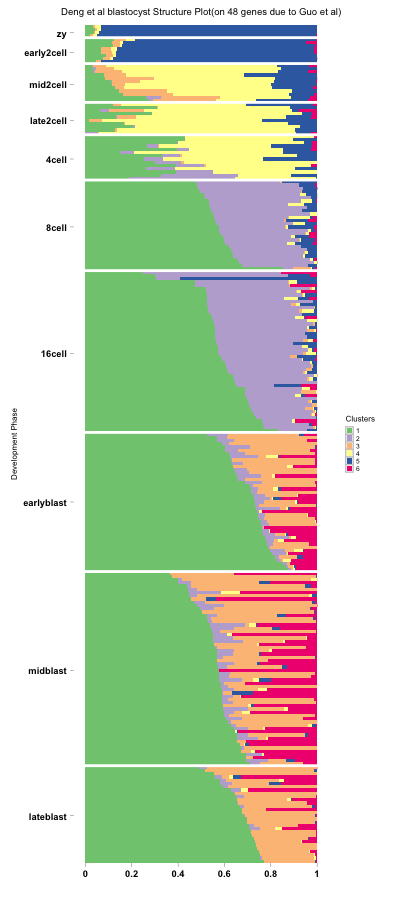 Deng et al blastocyst Structure Plot(on 48 genes due to Guo et al)
zy
early2cell
mid2cell
late2cell
4cell
8cell
16cell
earlyblast
midblast
lateblast
Development Phase
0 0.2 0.4 0.6 0.8 1
Clusters
1
2
3
4
5
6